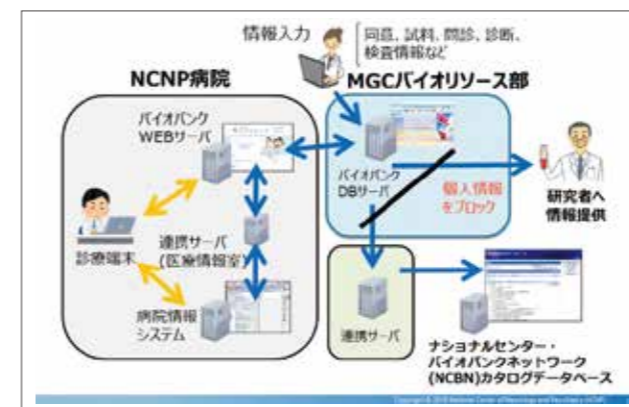 情報入力
同意、試料、問診、診断、
検査情報など
NCNP病院
MGCバイオリソース部
バイオバンク
WEBサーバ
バイオバンク
DBサーバ
個人情報
をブロック
研究者へ
情報提供
診療端末
連携サーバ
(医療情報室)
病院情報
システム
連携サーバ
ナショナルセンター・
バイオバンクネットワーク
(NCBN)カタログデータベース